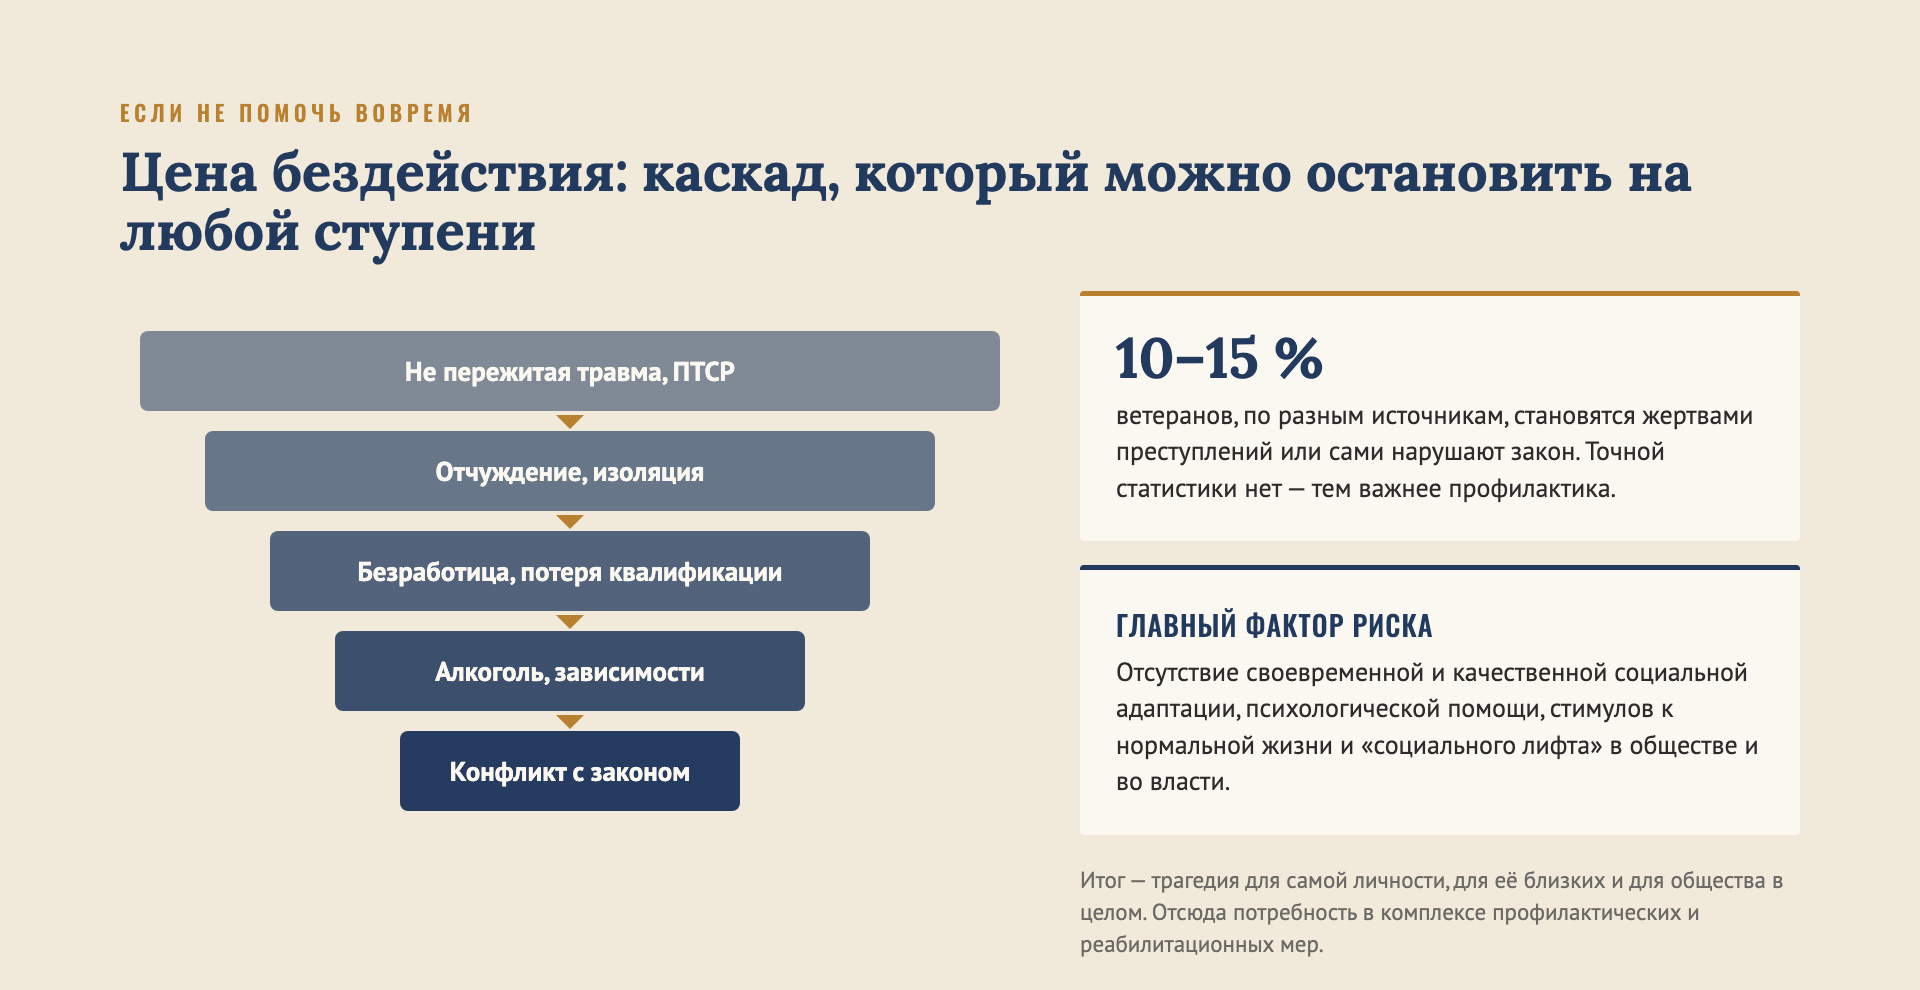 ЕСЛИ НЕ ПОМОЧЬ ВОВРЕМЯ
Цена бездействия: каскад, который можно остановить на
любой ступени
Не пережитая травма, ПТСР
Отчуждение, изоляция
Безработица, потеря квалификации
Алкоголь, зависимости
Конфликт с законом
10–15 %
ветеранов, по разным источникам, становятся жертвами
преступлений или сами нарушают закон. Точной
статистики нет — тем важнее профилактика.
ГЛАВНЫЙ ФАКТОР РИСКА
Отсутствие своевременной и качественной социальной
адаптации, психологической помощи, стимулов к
нормальной жизни и «социального лифта» в обществе и
во власти.
Итог — трагедия для самой личности, для её близких и для общества в
целом. Отсюда потребность в комплексе профилактических и
реабилитационных мер.